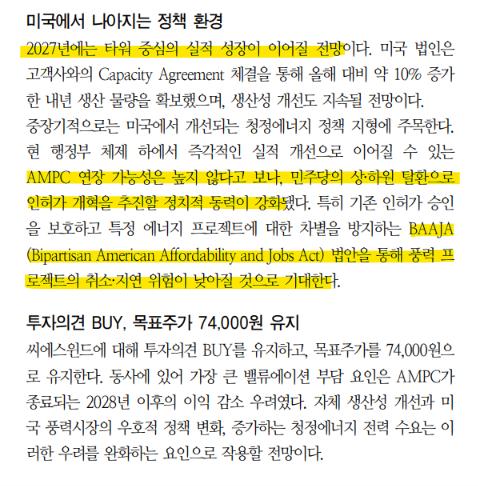 미국에서 나아지는 정책 환경
2027년에는 타워 중심의 실적 성장이 이어질 전망이다. 미국 법인은
고객사와의 Capacity Agreement 체결을 통해 올해 대비 약 10% 증가
한 내년 생산 물량을 확보했으며, 생산성 개선도 지속될 전망이다.
중장기적으로는 미국에서 개선되는 청정에너지 정책 지형에 주목한다.
현 행정부 체제 하에서 즉각적인 실적 개선으로 이어질 수 있는
AMPC 연장 가능성은 높지 않다고 보나, 민주당의 상·하원 탈환으로
인허가 개혁을 추진할 정치적 동력이 강화됐다. 특히 기존 인허가 승인
을 보호하고 특정 에너지 프로젝트에 대한 차별을 방지하는 BAAJA
(Bipartisan American Affordability and Jobs Act) 법안을 통해 풍력 프
로젝트의 취소·지연 위험이 낮아질 것으로 기대한다.
투자의견 BUY, 목표주가 74,000원 유지
씨에스윈드에 대해 투자의견 BUY를 유지하고, 목표주가를 74,000원으
로 유지한다. 동사에 있어 가장 큰 밸류에이션 부담 요인은 AMPC가
종료되는 2028년 이후의 이익 감소 우려였다. 자체 생산성 개선과 미
국 풍력시장의 우호적 정책 변화, 증가하는 청정에너지 전력 수요는 이
러한 우려를 완화하는 요인으로 작용할 전망이다.